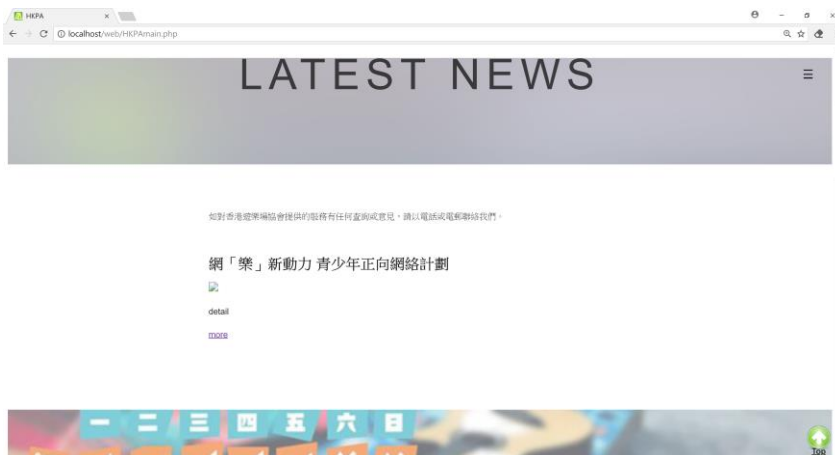 HKPA
localhost/web/HKPAmain.php
LATEST NEWS
如對香港遊樂場協會提供的服務有任何查詢或意見，請以電話或電郵聯絡我們。
網「樂」新動力 青少年正向網絡計劃
detail
more
一 二 三 四 五 六 日
Top